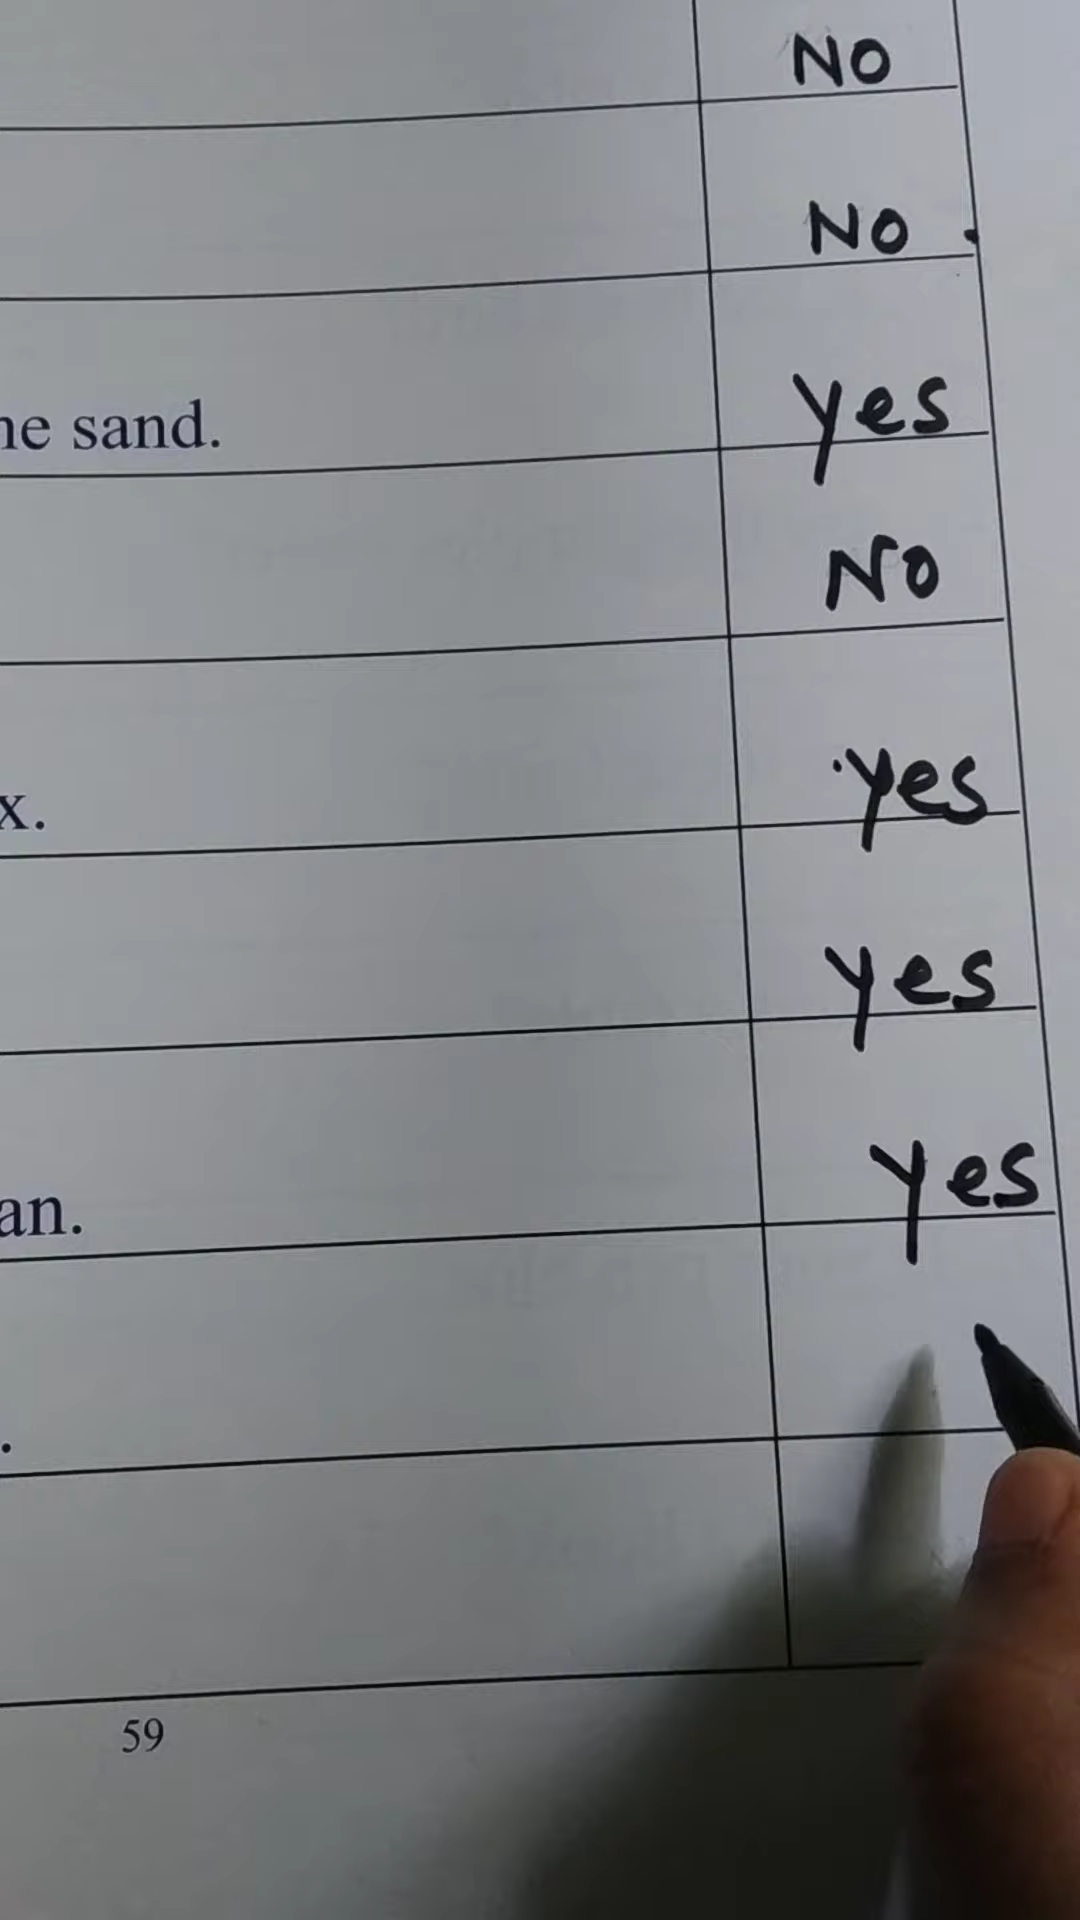 NO
NO
he sand. yes
NO
x. yes
yes
an. yes
.
59